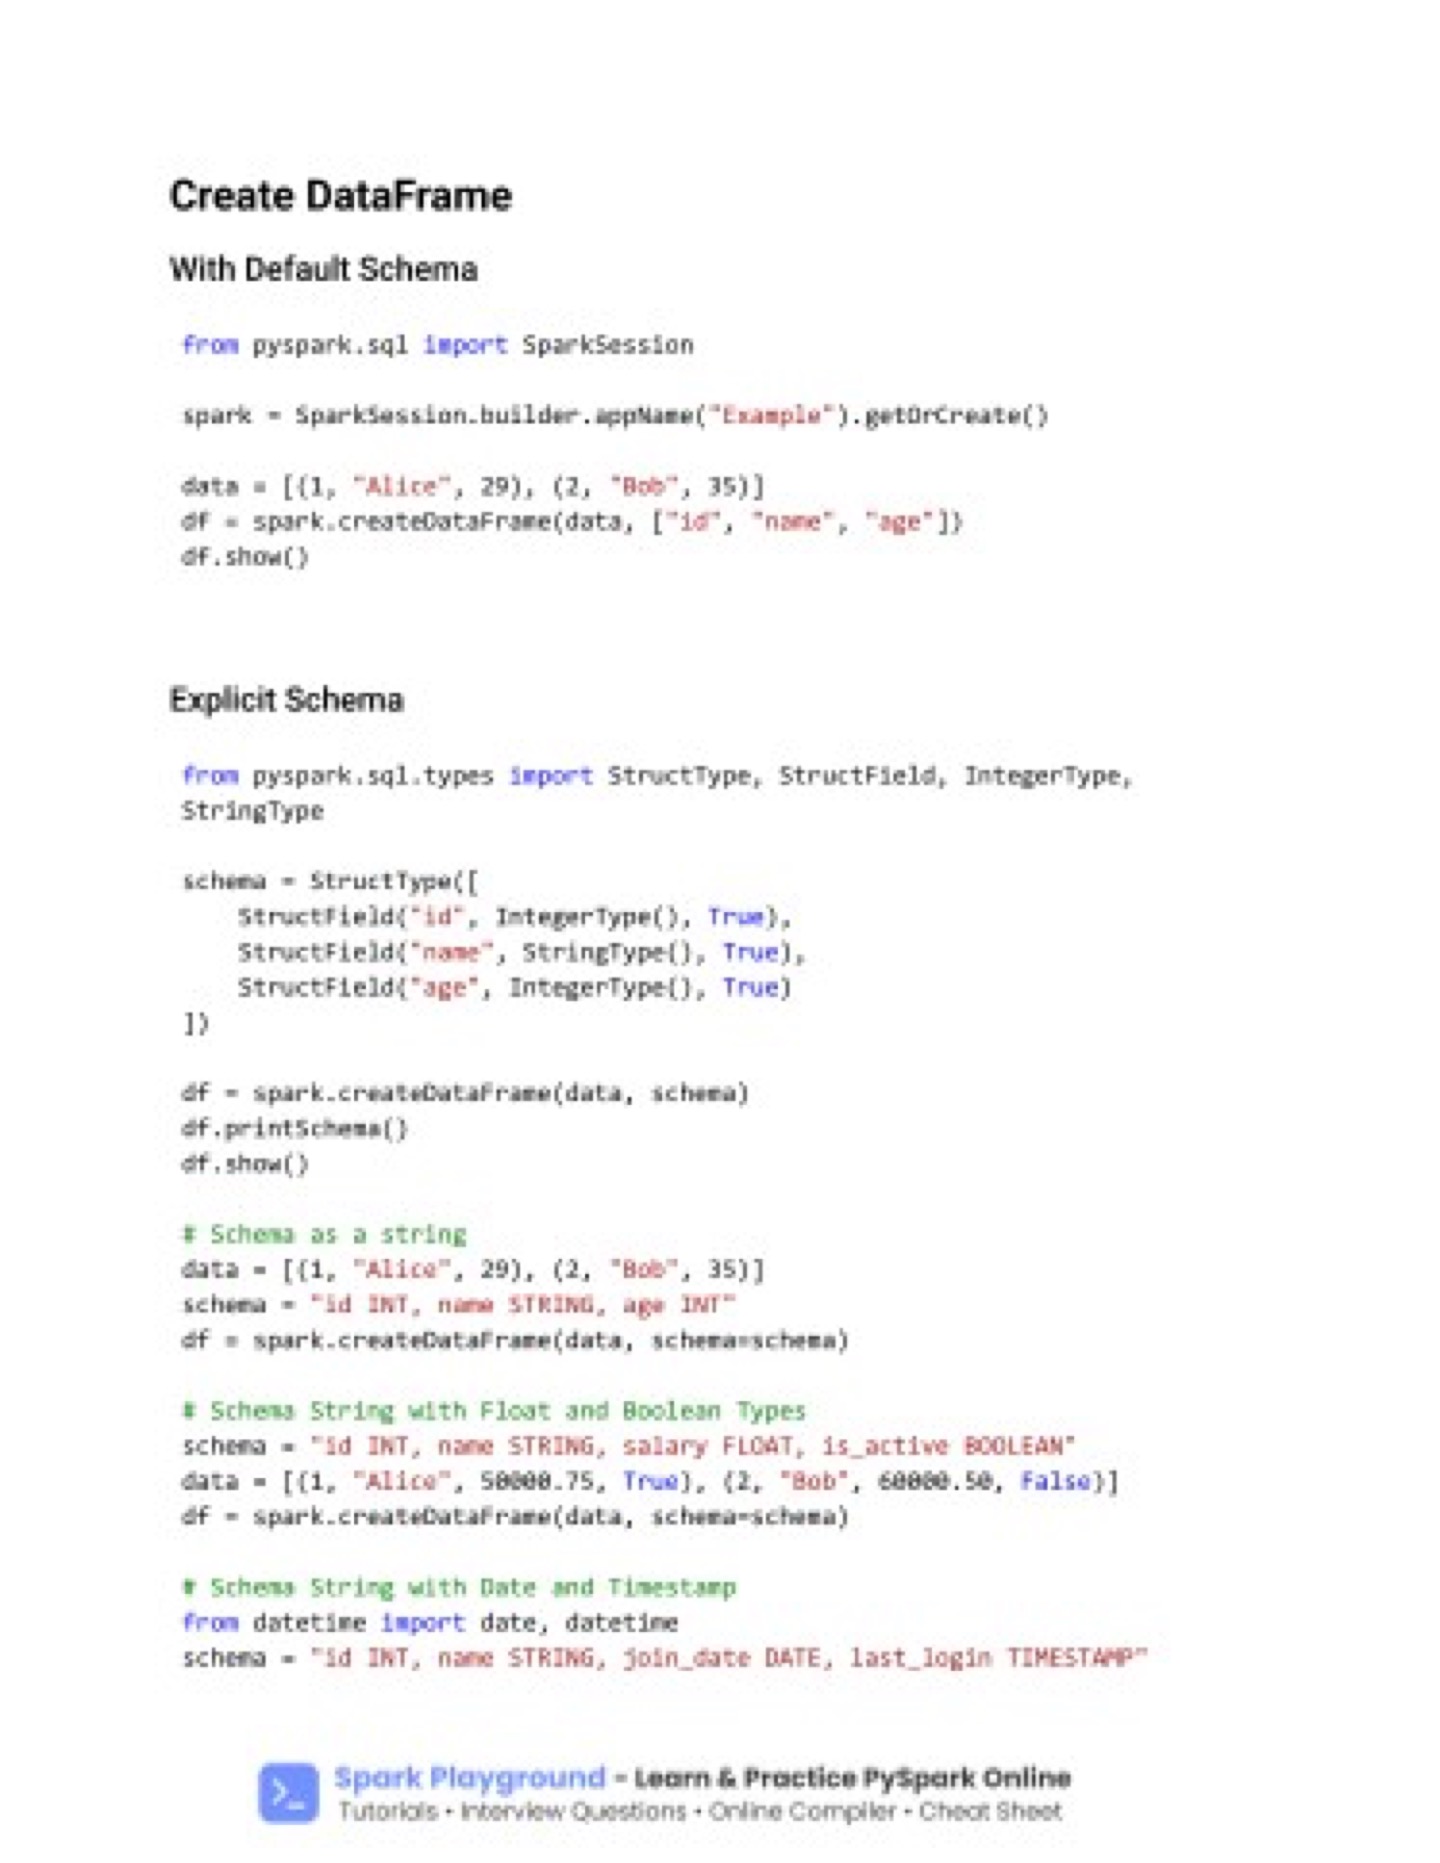 Create DataFrame
With Default Schema
from pyspark.sql import SparkSession
spark = SparkSession.builder.appName("Example").getOrCreate()
data = [(1, "Alice", 29), (2, "Bob", 35)]
df = spark.createDataFrame(data, ["id", "name", "age"])
df.show()
Explicit Schema
from pyspark.sql.types import StructType, StructField, IntegerType,
StringType
schema = StructType([
    StructField("id", IntegerType(), True),
    StructField("name", StringType(), True),
    StructField("age", IntegerType(), True)
])
df = spark.createDataFrame(data, schema)
df.printSchema()
df.show()
# Schema as a string
data = [(1, "Alice", 29), (2, "Bob", 35)]
schema = "id INT, name STRING, age INT"
df = spark.createDataFrame(data, schema=schema)
# Schema String with Float and Boolean Types
schema = "id INT, name STRING, salary FLOAT, is_active BOOLEAN"
data = [(1, "Alice", 50000.75, True), (2, "Bob", 60000.50, False)]
df = spark.createDataFrame(data, schema=schema)
# Schema String with Date and Timestamp
from datetime import date, datetime
schema = "id INT, name STRING, join_date DATE, last_login TIMESTAMP"
Spark Playground - Learn & Practice PySpark Online
Tutorials • Interview Questions • Online Compiler • Cheat Sheet